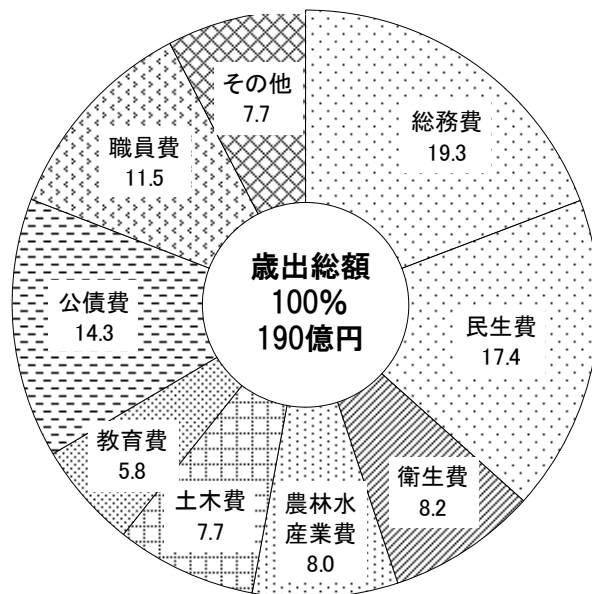 歳出総額
100%
190億円
総務費
19.3
民生費
17.4
衛生費
8.2
農林水
産業費
8.0
土木費
7.7
教育費
5.8
公債費
14.3
職員費
11.5
その他
7.7